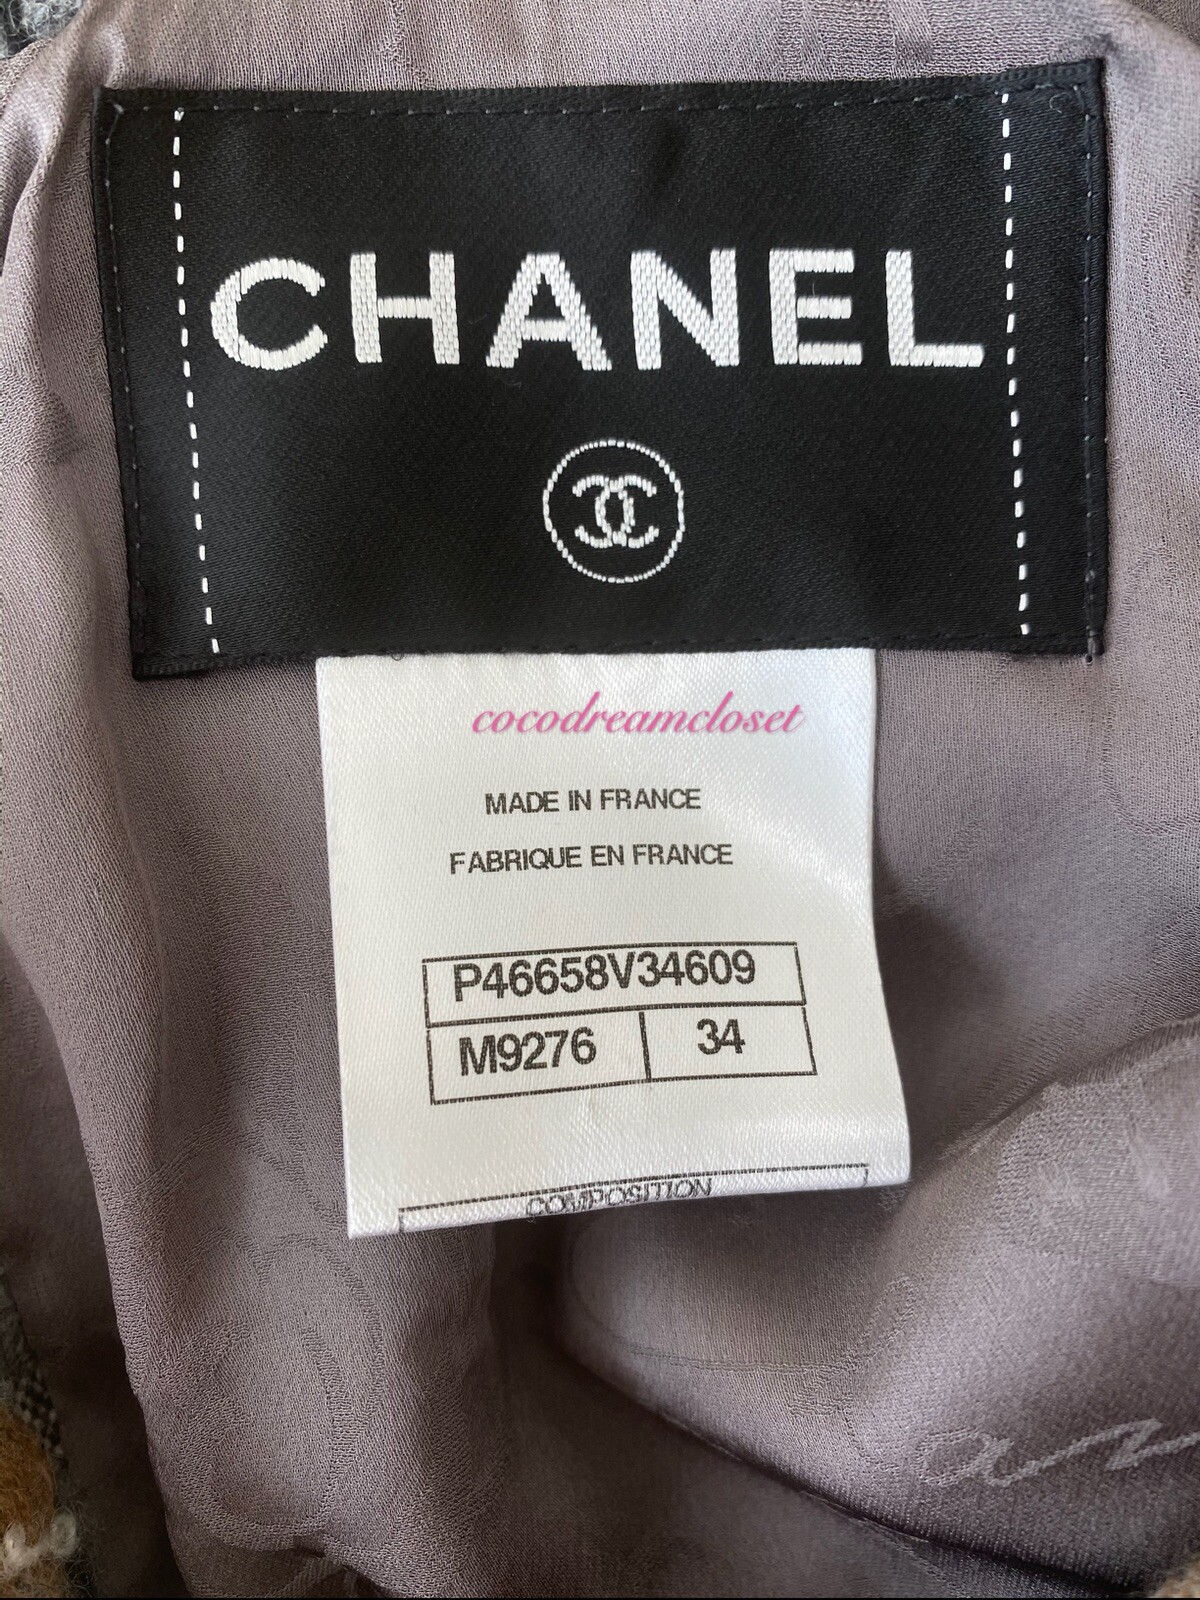 CHANEL
cocodreamcloset
MADE IN FRANCE
FABRIQUE EN FRANCE
P46658V34609
M9276 34
COMPOSITION